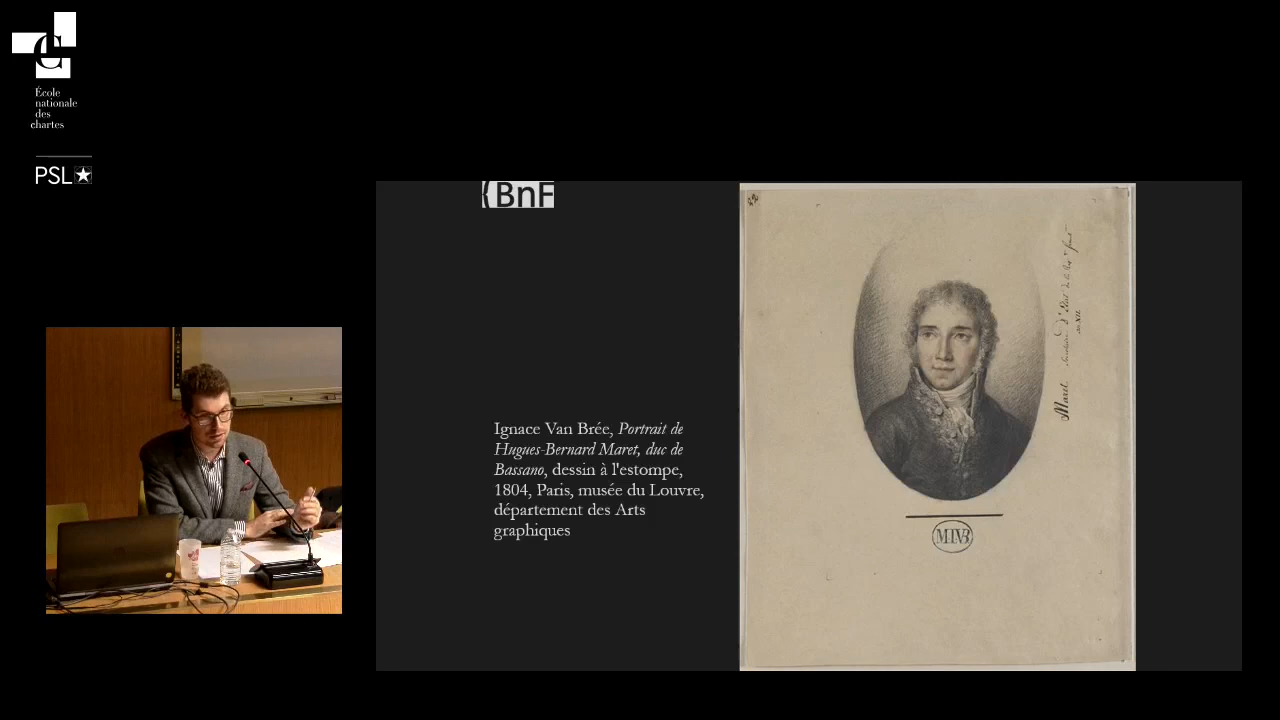 École
nationale
des
chartes
PSL
BnF
Ignace Van Brée, Portrait de
Hugues-Bernard Maret, duc de
Bassano, dessin à l'estompe,
1804, Paris, musée du Louvre,
département des Arts
graphiques
Maret
MIVB